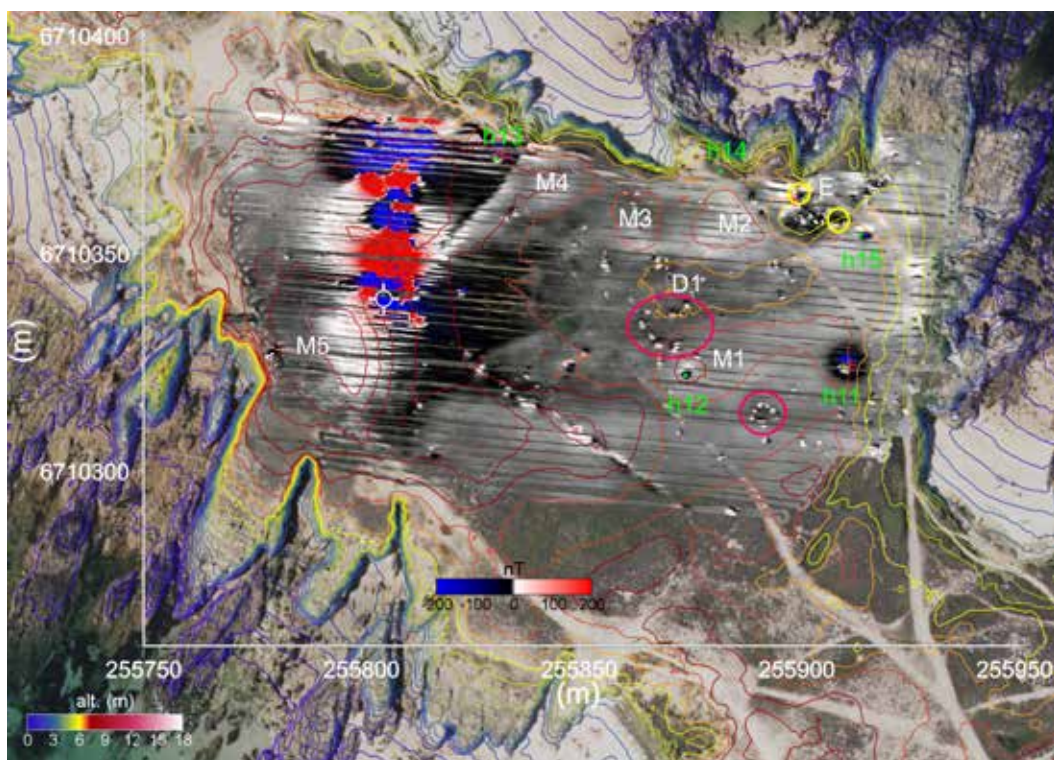 6710400
h13
h14
M4
E
M3
M2
6710350
h15
D1
(m)
M5
M1
h12
h11
6710300
nT
-200 -100 0 100 200
255750 255800 255850 255900 255950
(m)
alt. (m)
0 3 6 9 12 15 18